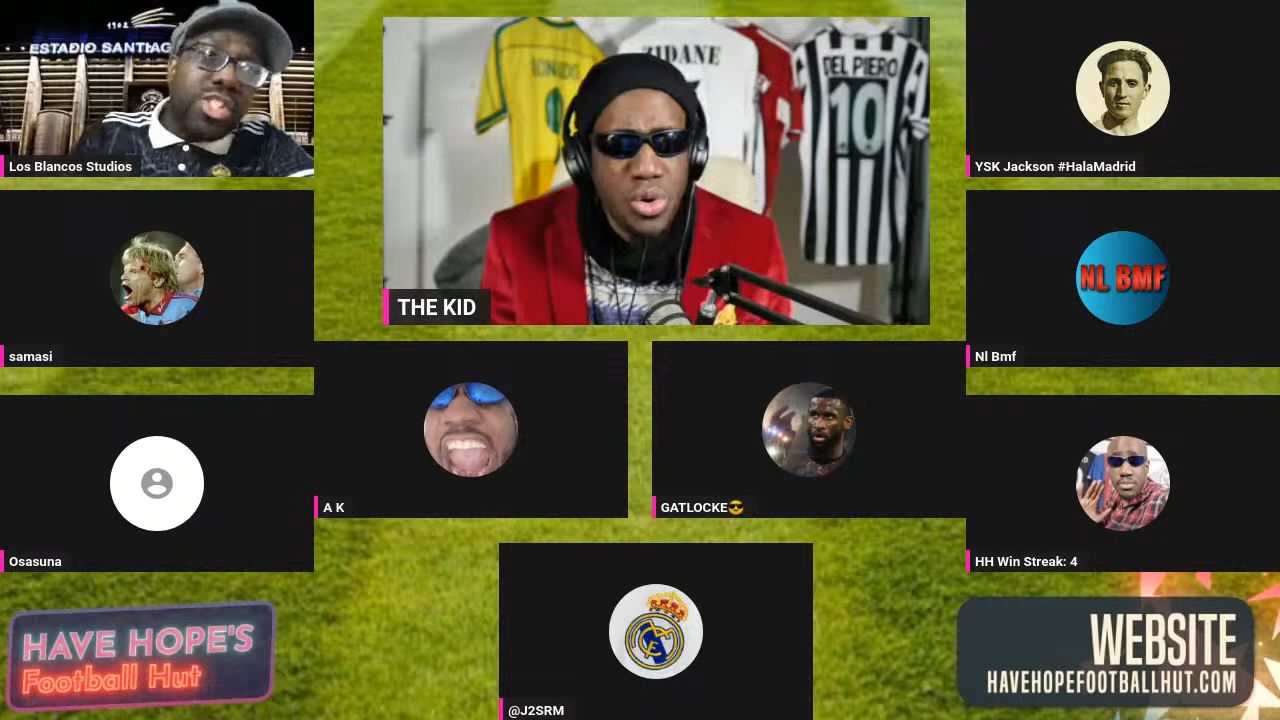 1902
ESTADIO SANTIAG
Los Blancos Studios
ZIDANE
DEL PIERO
10
THE KID
YSK Jackson #HalaMadrid
samasi
NL BMF
Nl Bmf
A K
GATLOCKE😎
Osasuna
HH Win Streak: 4
HAVE HOPE'S
Football Hut
WEBSITE
HAVEHOPEFOOTBALLHUT.COM
@J2SRM